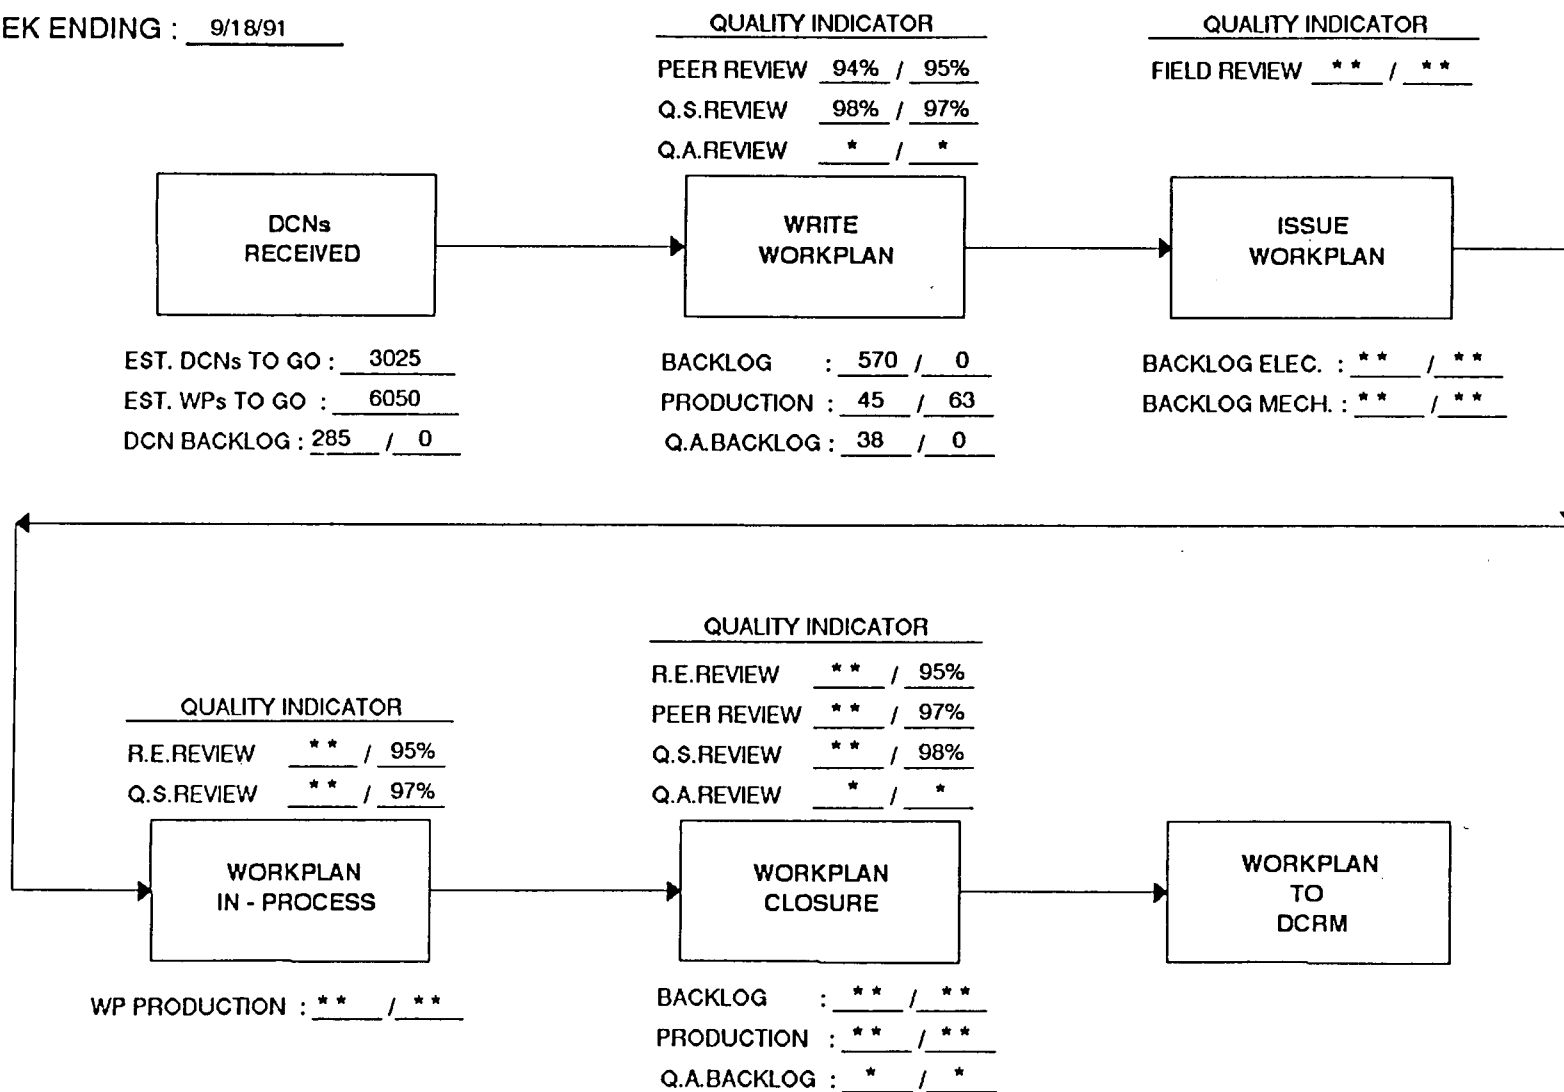 EK ENDING : 9/18/91
QUALITY INDICATOR
PEER REVIEW 94% / 95%
Q.S.REVIEW 98% / 97%
Q.A.REVIEW * / *
QUALITY INDICATOR
FIELD REVIEW ** / **
DCNs
RECEIVED
WRITE
WORKPLAN
ISSUE
WORKPLAN
EST. DCNs TO GO : 3025
EST. WPs TO GO : 6050
DCN BACKLOG : 285 / 0
BACKLOG : 570 / 0
PRODUCTION : 45 / 63
Q.A.BACKLOG : 38 / 0
BACKLOG ELEC. : ** / **
BACKLOG MECH. : ** / **
QUALITY INDICATOR
R.E.REVIEW ** / 95%
Q.S.REVIEW ** / 97%
QUALITY INDICATOR
R.E.REVIEW ** / 95%
PEER REVIEW ** / 97%
Q.S.REVIEW ** / 98%
Q.A.REVIEW * / *
WORKPLAN
IN - PROCESS
WORKPLAN
CLOSURE
WORKPLAN
TO
DCRM
WP PRODUCTION : ** / **
BACKLOG : ** / **
PRODUCTION : ** / **
Q.A.BACKLOG : * / *